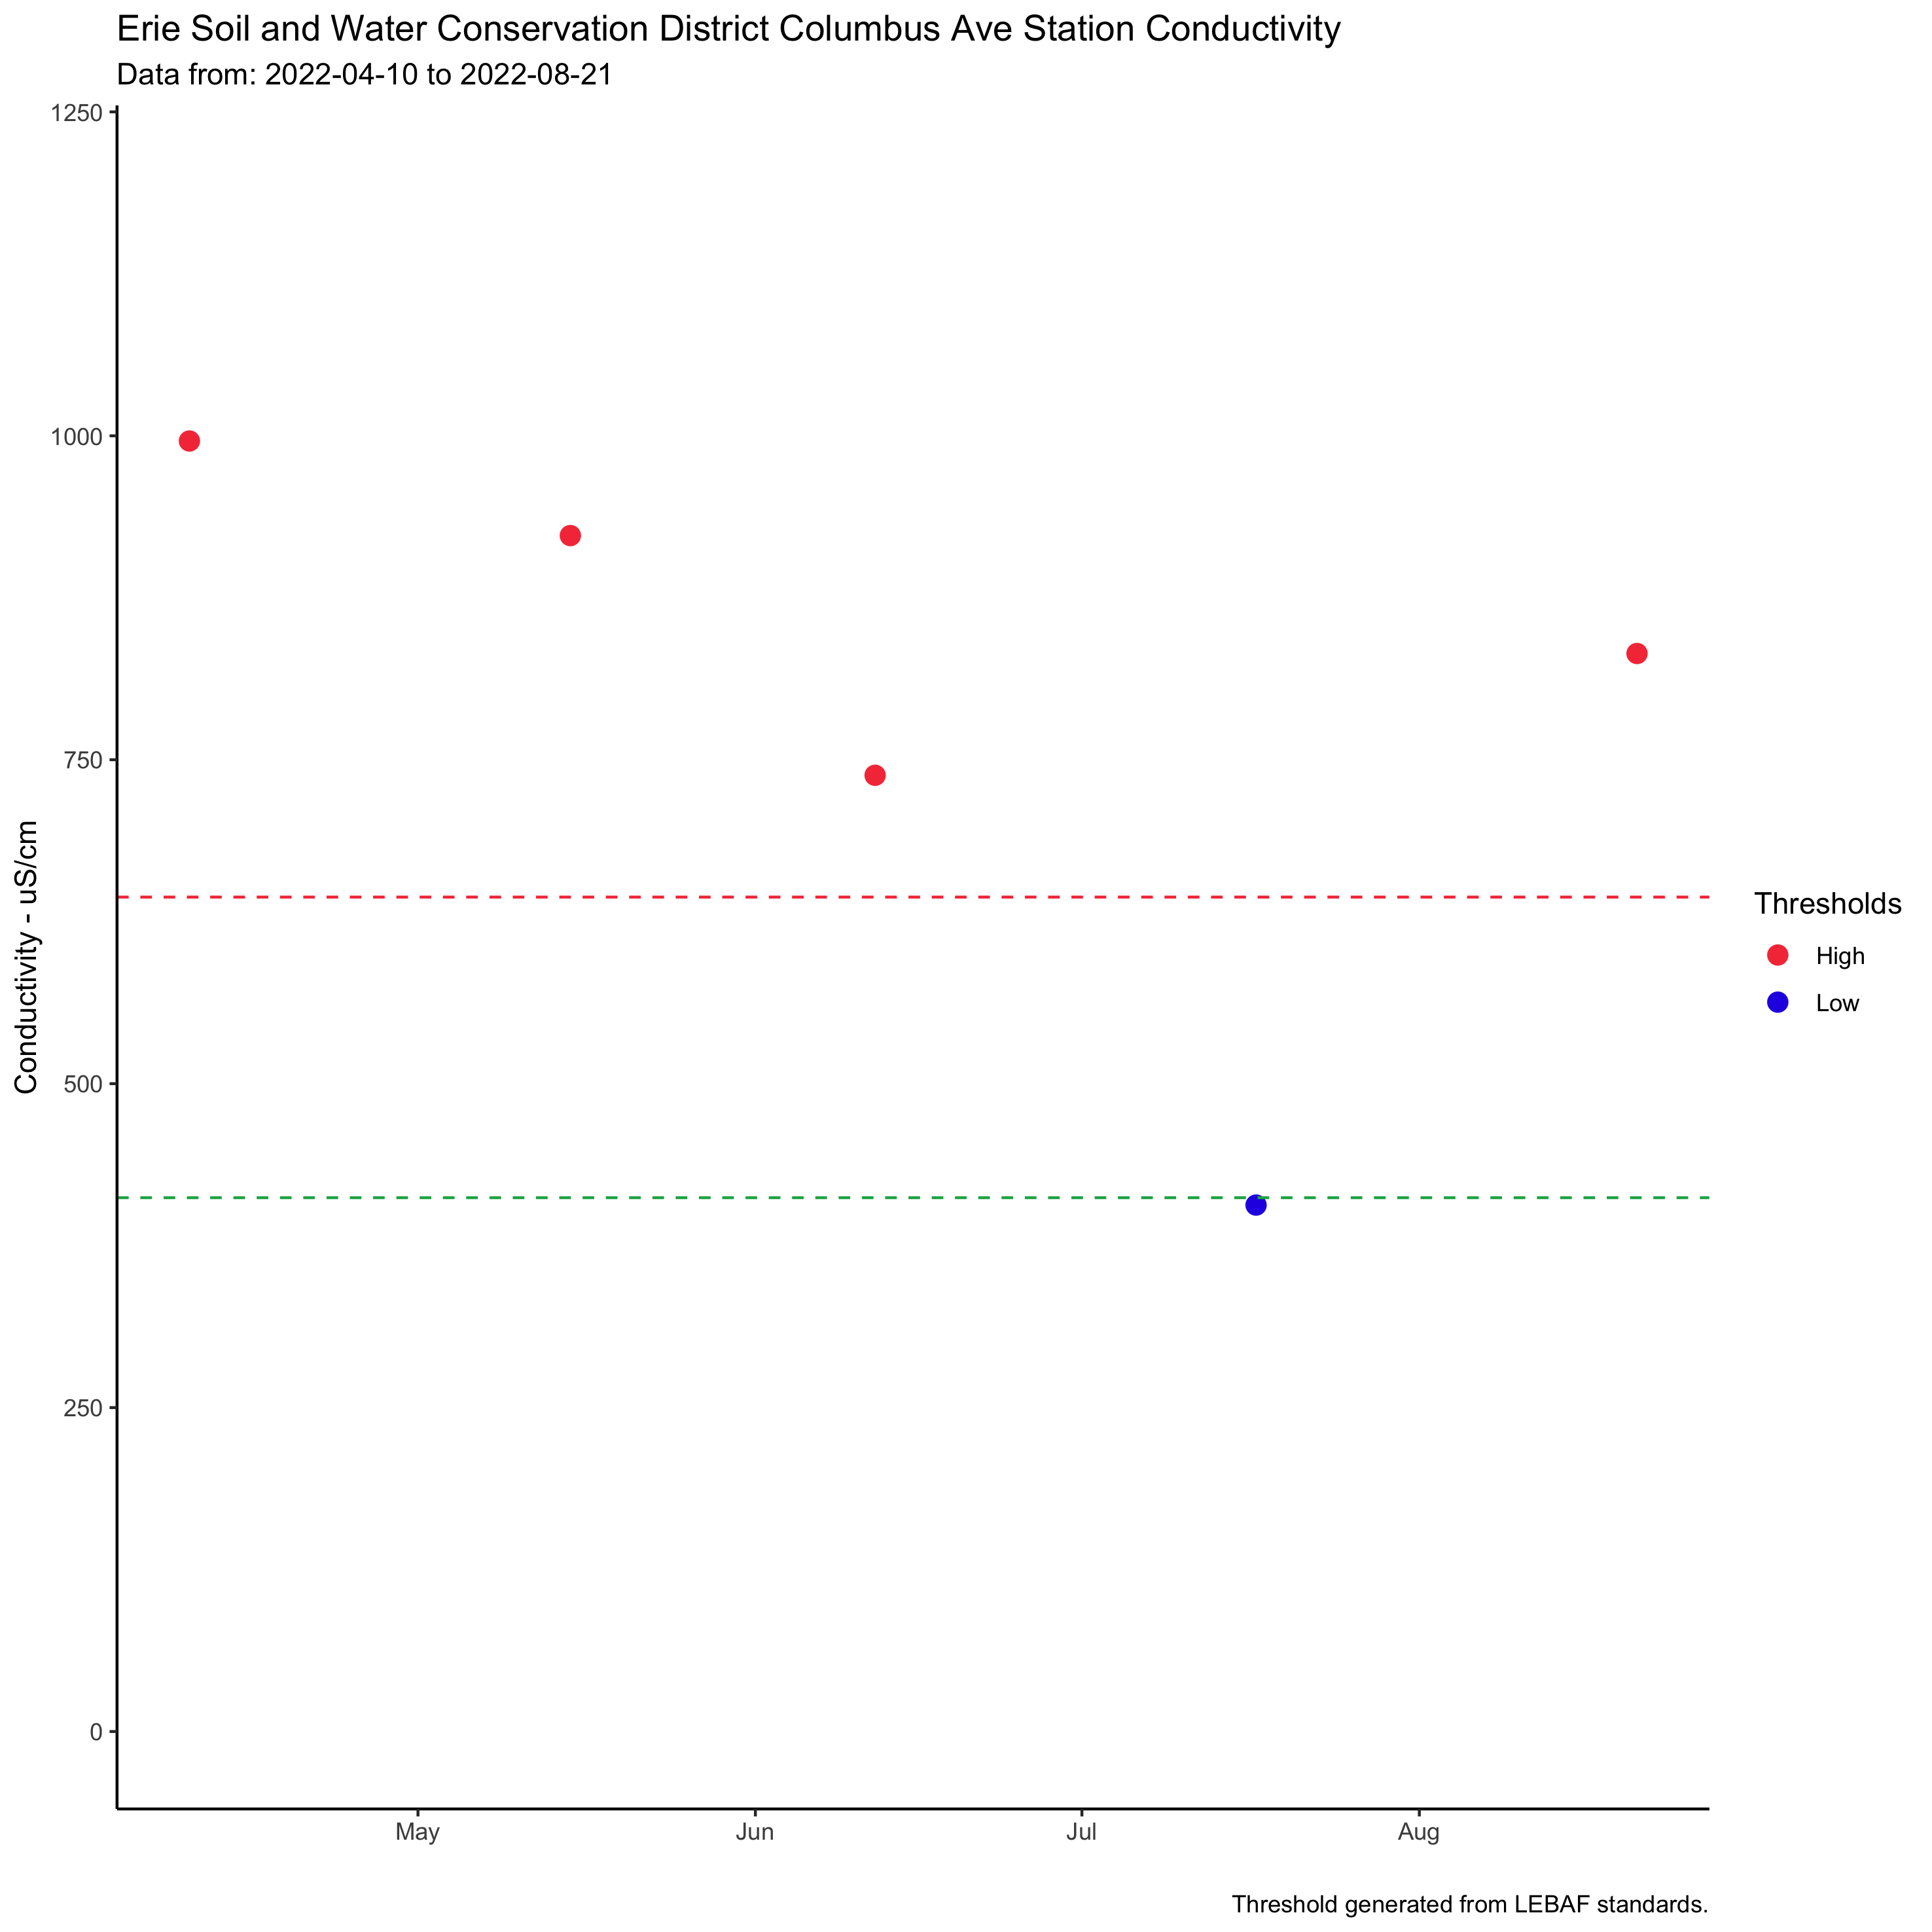 Erie Soil and Water Conservation District Columbus Ave Station Conductivity
Data from: 2022-04-10 to 2022-08-21
1250
1000
750
500
250
0
Conductivity - uS/cm
May
Jun
Jul
Aug
Thresholds
High
Low
Threshold generated from LEBAF standards.